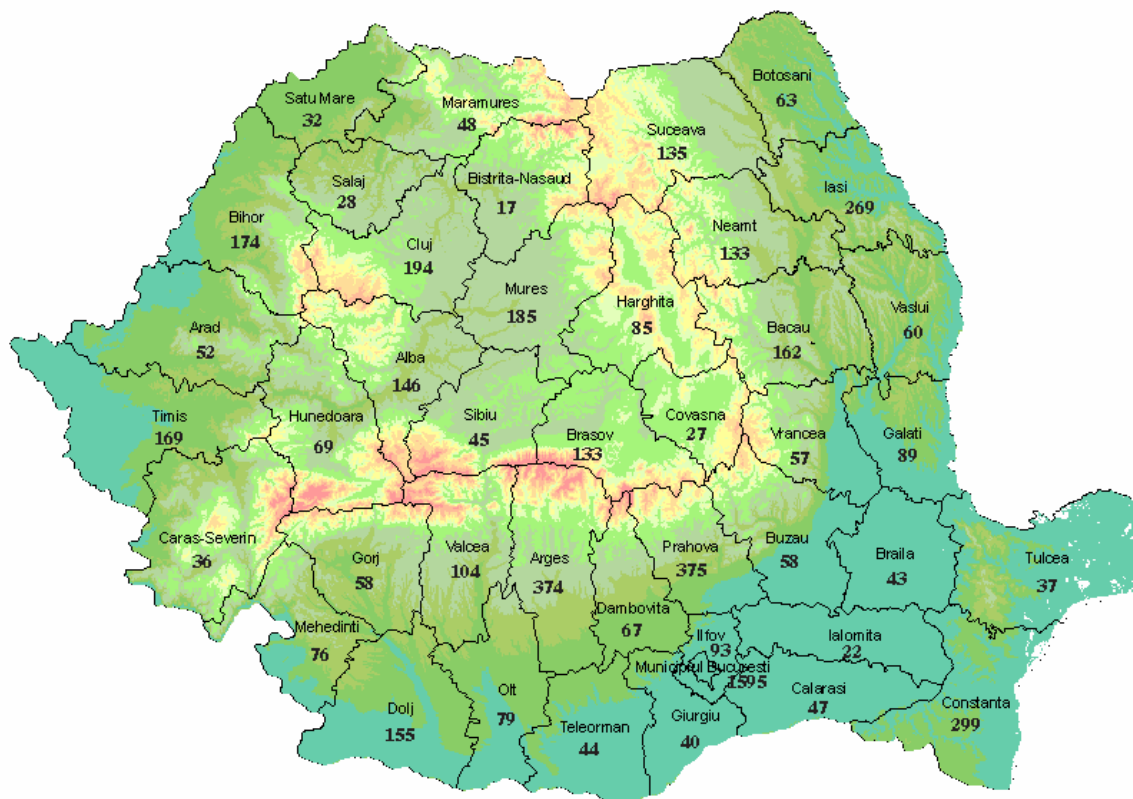 Botosani
63
Satu Mare
32
Maramures
48
Suceava
135
Salaj
28
Bistrita-Nasaud
17
Iasi
269
Bihor
174
Cluj
194
Neamt
133
Mures
185
Harghita
85
Vaslui
60
Arad
52
Alba
146
Bacau
162
Timis
169
Hunedoara
69
Sibiu
45
Brasov
133
Covasna
27
Vrancea
57
Galati
89
Caras-Severin
36
Gorj
58
Valcea
104
Arges
374
Prahova
375
Buzau
58
Braila
43
Tulcea
37
Mehedinti
76
Dambovita
67
Ilfov
93
Ialomita
22
Municipiul Bucuresti
1595
Dolj
155
Olt
79
Teleorman
44
Giurgiu
40
Calarasi
47
Constanta
299